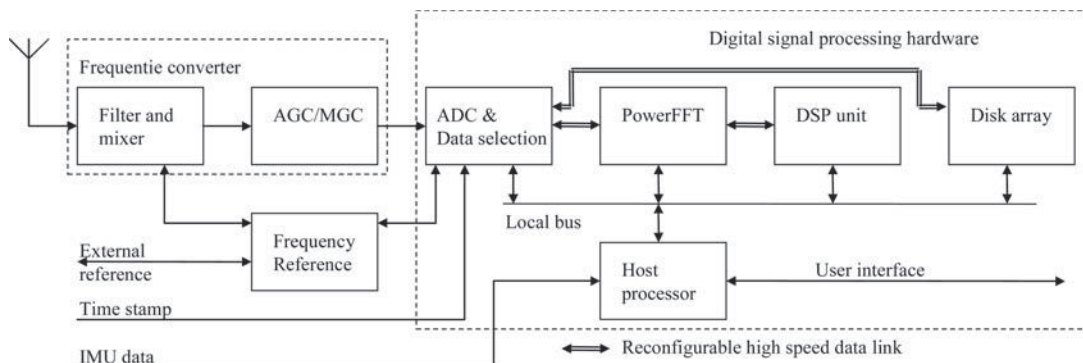 Digital signal processing hardware
Frequentie converter
Filter and
mixer
AGC/MGC
ADC &
Data selection
PowerFFT
DSP unit
Disk array
Local bus
Frequency
Reference
External
reference
Host
processor
User interface
Time stamp
IMU data
Reconfigurable high speed data link